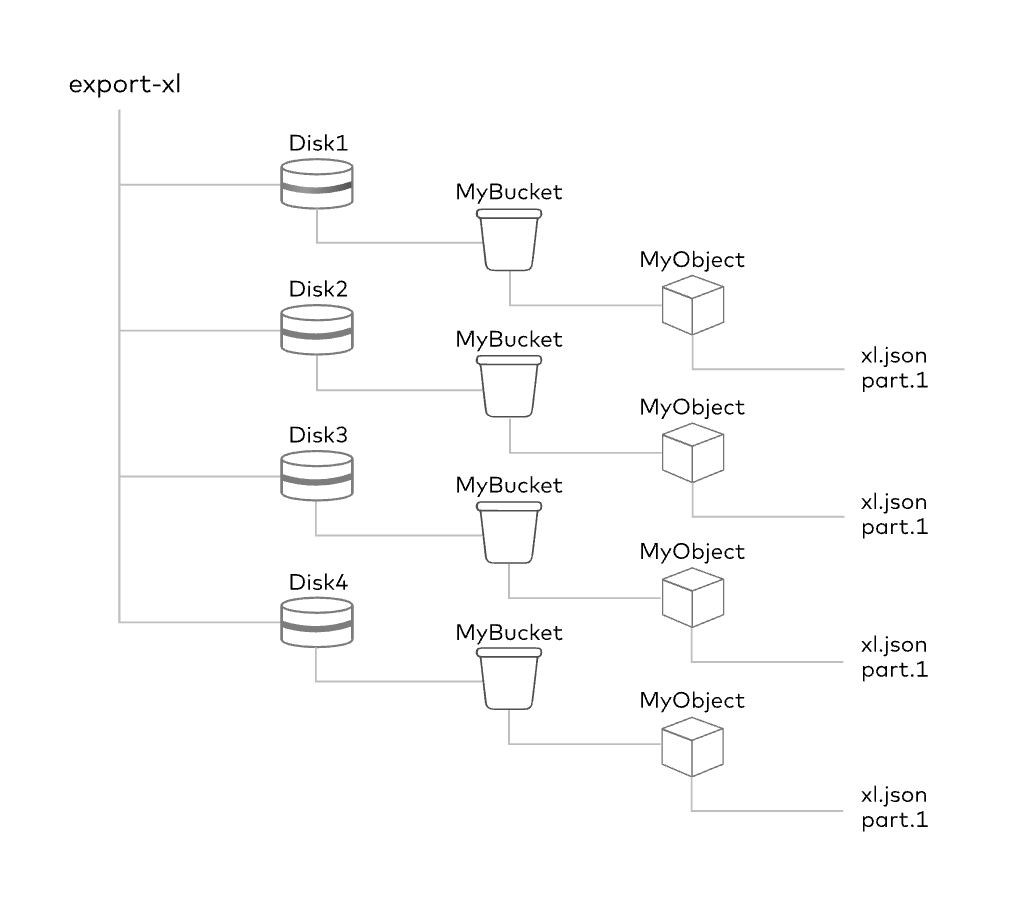 export-xl
Disk1
MyBucket
MyObject
xl.json
part.1
Disk2
MyBucket
MyObject
xl.json
part.1
Disk3
MyBucket
MyObject
xl.json
part.1
Disk4
MyBucket
MyObject
xl.json
part.1